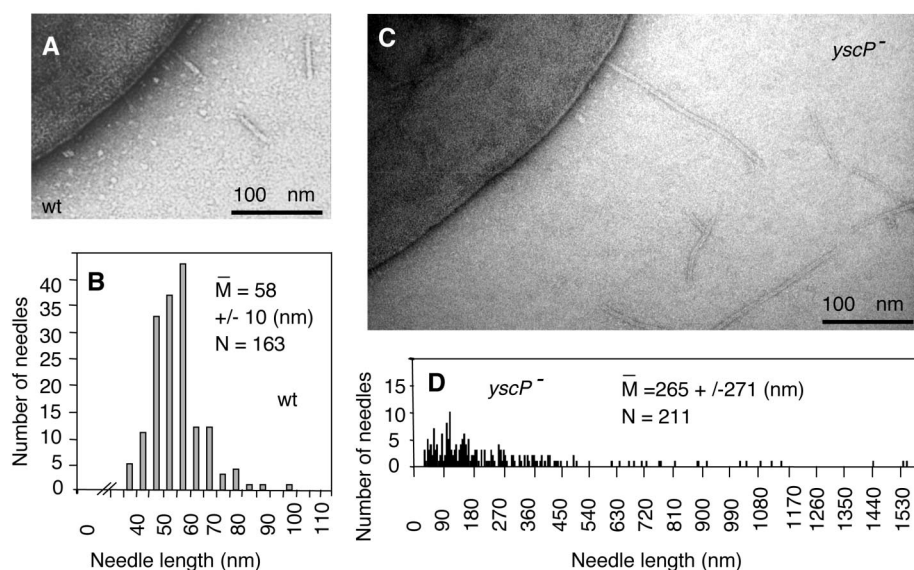 A
wt
100 nm
B
M̄ = 58
+/- 10 (nm)
N = 163
wt
Number of needles
40
35
30
25
20
15
10
5
0
0 40 50 60 70 80 90 100 110
Needle length (nm)
C
yscP⁻
100 nm
D
yscP⁻
M̄ =265 + /-271 (nm)
N = 211
Number of needles
15
10
5
0
0 90 180 270 360 450 540 630 720 810 900 990 1080 1170 1260 1350 1440 1530
Needle length (nm)